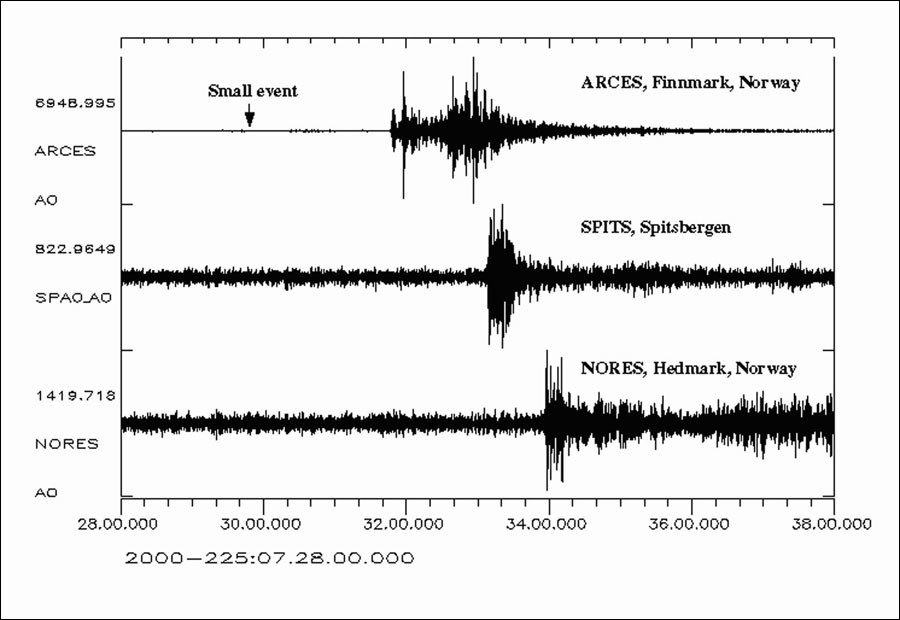 Small event
ARCES, Finnmark, Norway
6948.995
ARCES
AO
SPITS, Spitsbergen
822.9649
SPAO_AO
NORES, Hedmark, Norway
1419.718
NORES
AO
28.00.000 30.00.000 32.00.000 34.00.000 36.00.000 38.00.000
2000-225:07.28.00.000